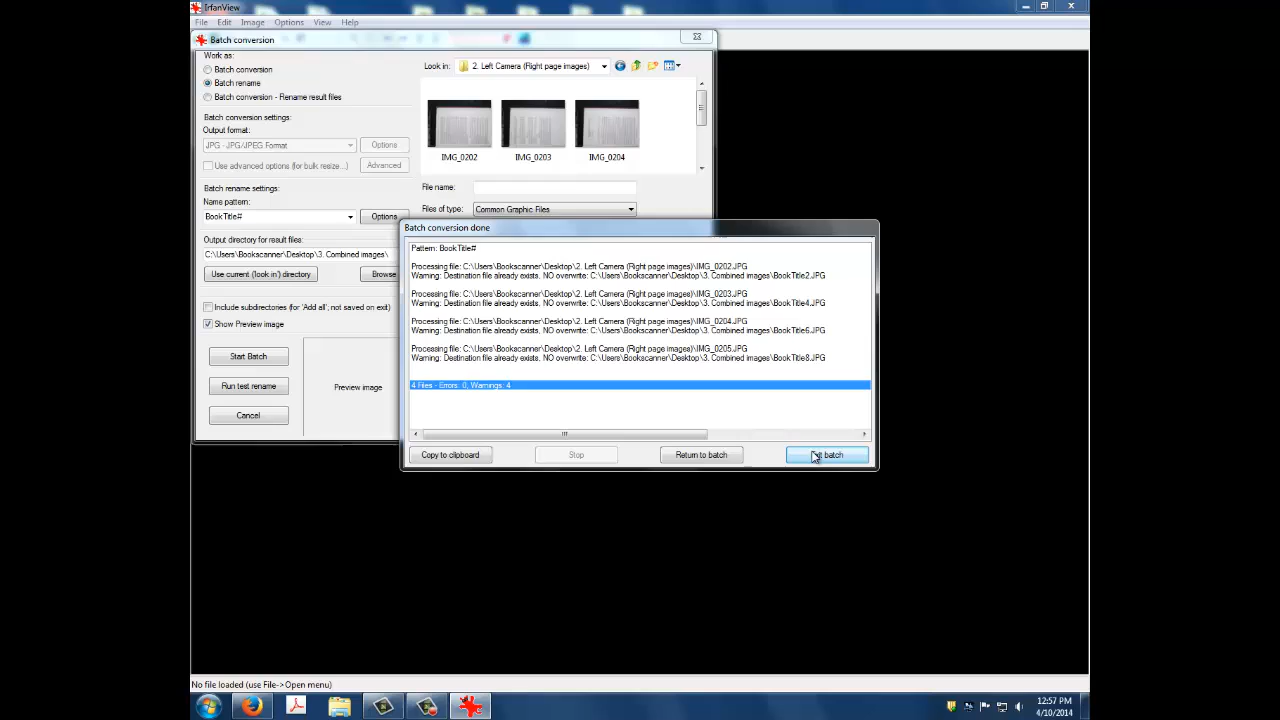 IrfanView
File Edit Image Options View Help
Batch conversion
Work as:
Batch conversion
Batch rename
Batch conversion - Rename result files
Batch conversion settings:
Output format:
JPG - JPG/JPEG Format
Options
Use advanced options (for bulk resize...)
Advanced
Batch rename settings:
Name pattern:
BookTitle#
Options
Output directory for result files:
C:\Users\Bookscanner\Desktop\3. Combined images\
Use current ('look in') directory
Browse
Include subdirectories (for 'Add all'; not saved on exit)
Show Preview image
Start Batch
Run test rename
Cancel
Preview image
Look in:
2. Left Camera (Right page images)
IMG_0202
IMG_0203
IMG_0204
File name:
Files of type:
Common Graphic Files
Batch conversion done
Pattern: BookTitle#
Processing file: C:\Users\Bookscanner\Desktop\2. Left Camera (Right page images)\IMG_0202.JPG
Warning: Destination file already exists, NO overwrite: C:\Users\Bookscanner\Desktop\3. Combined images\BookTitle2.JPG
Processing file: C:\Users\Bookscanner\Desktop\2. Left Camera (Right page images)\IMG_0203.JPG
Warning: Destination file already exists, NO overwrite: C:\Users\Bookscanner\Desktop\3. Combined images\BookTitle4.JPG
Processing file: C:\Users\Bookscanner\Desktop\2. Left Camera (Right page images)\IMG_0204.JPG
Warning: Destination file already exists, NO overwrite: C:\Users\Bookscanner\Desktop\3. Combined images\BookTitle6.JPG
Processing file: C:\Users\Bookscanner\Desktop\2. Left Camera (Right page images)\IMG_0205.JPG
Warning: Destination file already exists, NO overwrite: C:\Users\Bookscanner\Desktop\3. Combined images\BookTitle8.JPG
4 Files - Errors: 0, Warnings: 4
Copy to clipboard
Stop
Return to batch
batch
No file loaded (use File->Open menu)
12:57 PM
4/10/2014